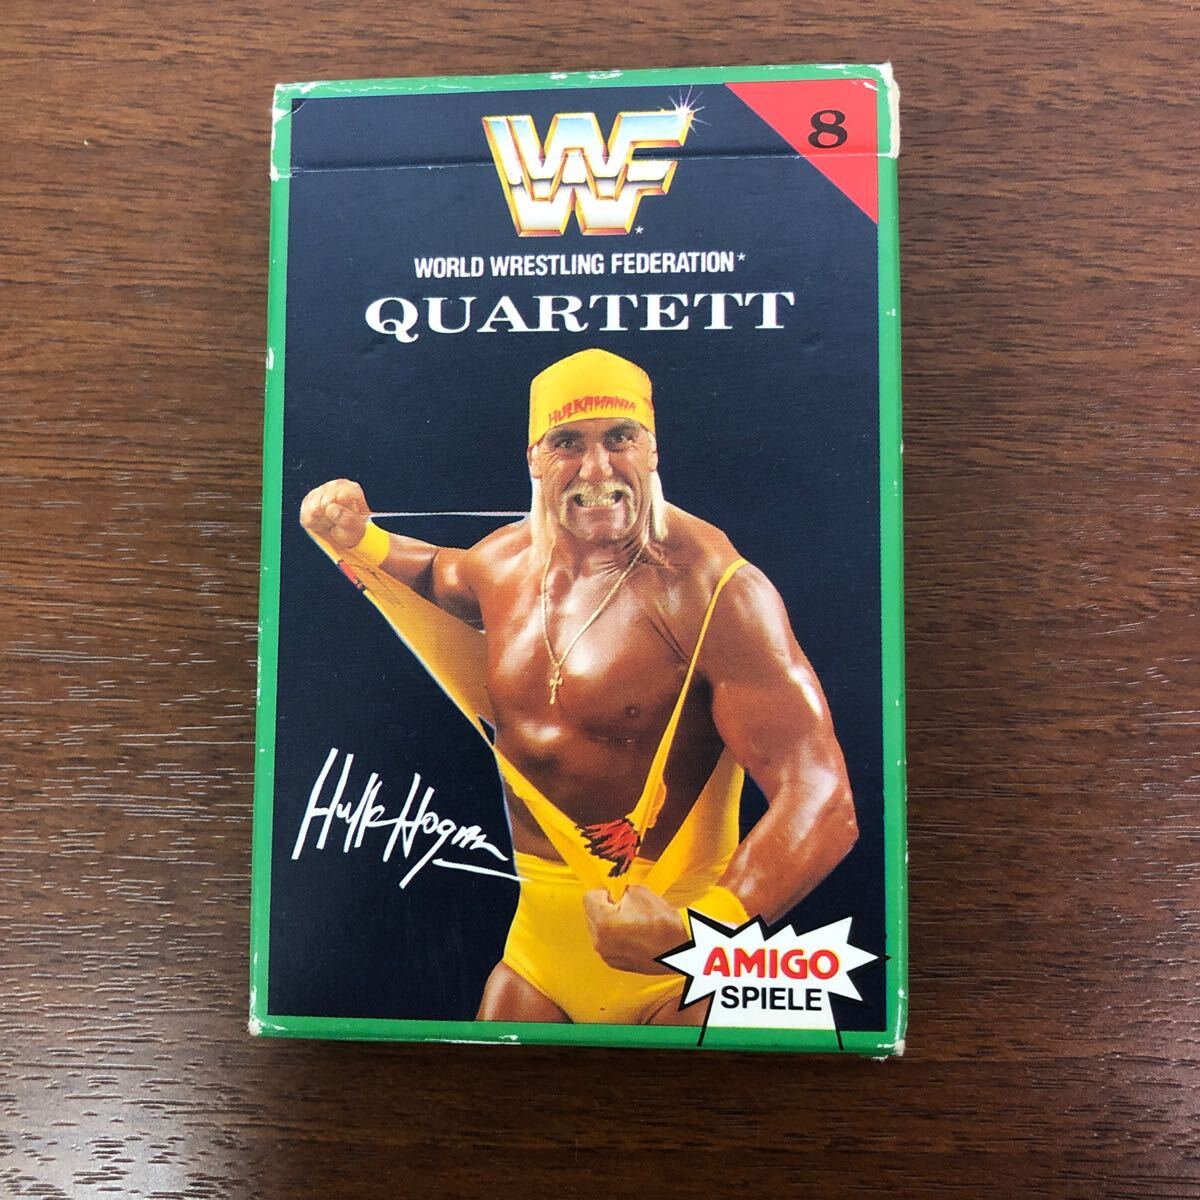 WF
8
WORLD WRESTLING FEDERATION*
QUARTETT
HULKAMANIA
Hulk Hogan
AMIGO
SPIELE